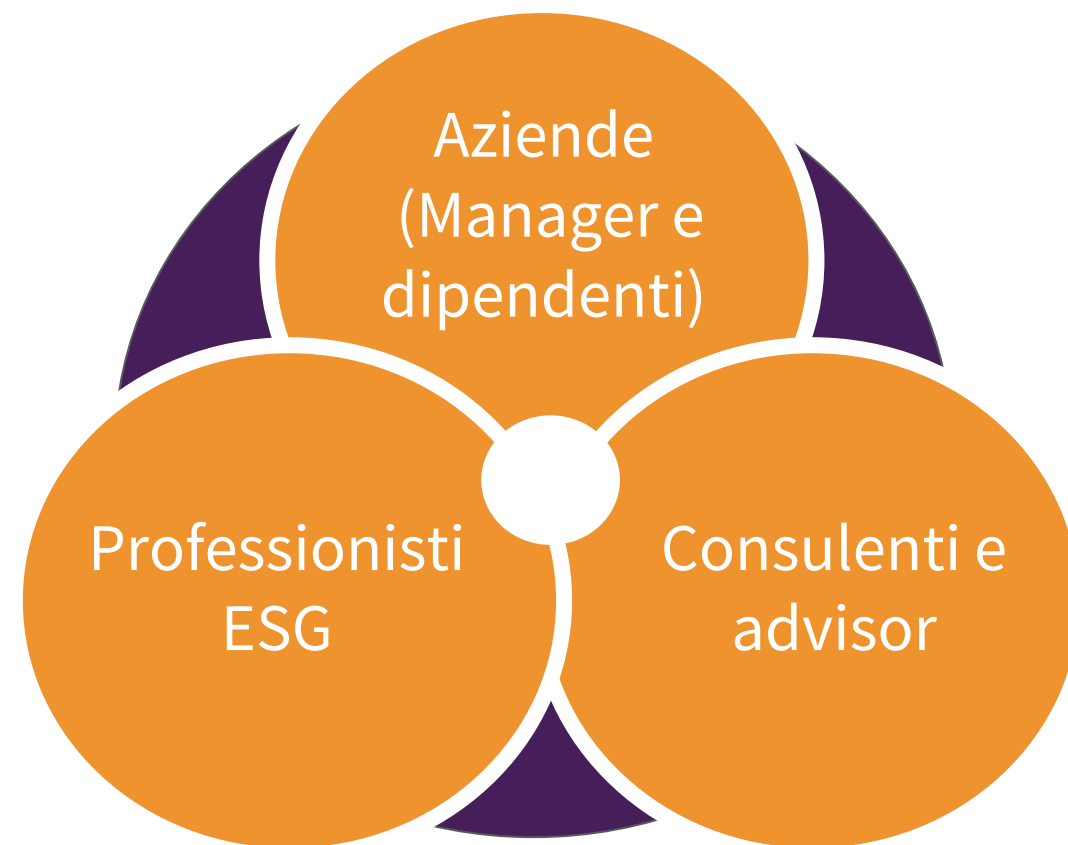 Aziende
(Manager e
dipendenti)
Professionisti
ESG
Consulenti e
advisor